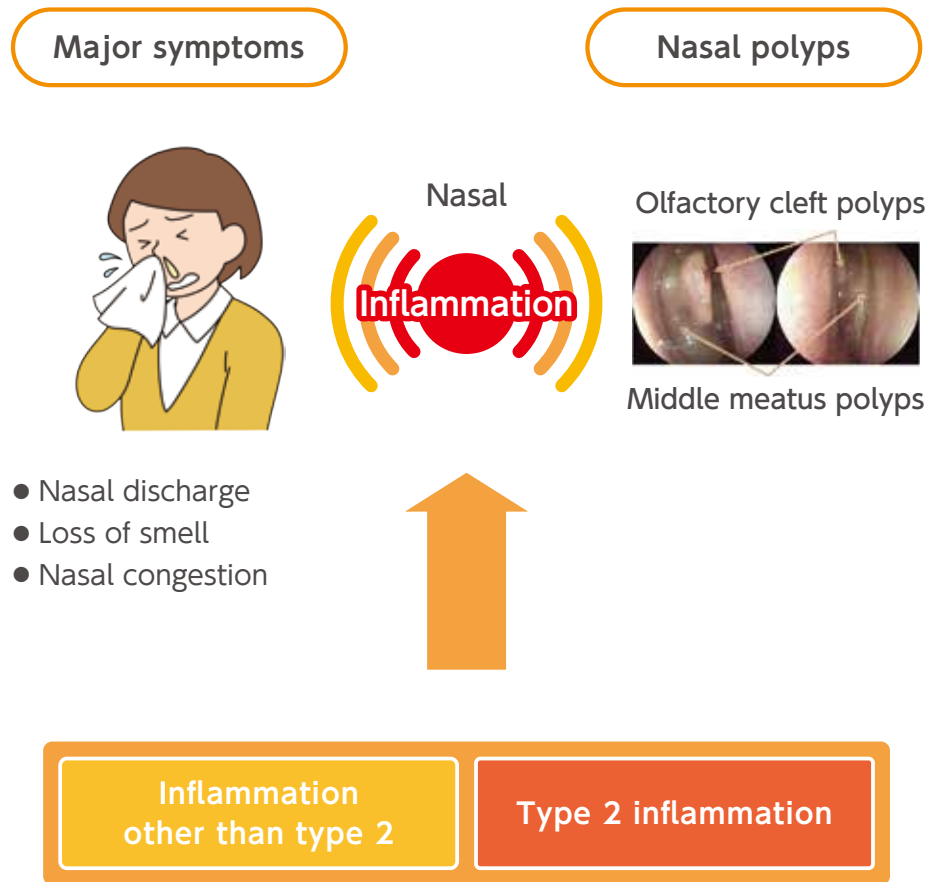 Major symptoms
Nasal polyps
Nasal
Inflammation
Olfactory cleft polyps
Middle meatus polyps
● Nasal discharge
● Loss of smell
● Nasal congestion
Inflammation
other than type 2
Type 2 inflammation